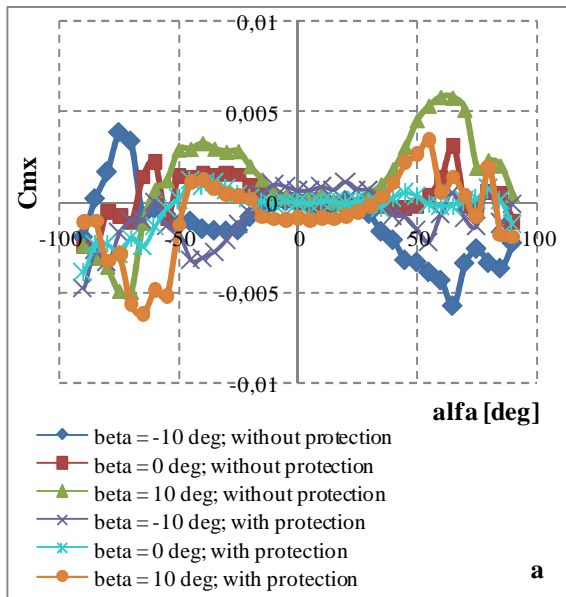 0,01
0,005
0
-0,005
-0,01
Cmx
-100 -50 0 50 100
alfa [deg]
beta = -10 deg; without protection
beta = 0 deg; without protection
beta = 10 deg; without protection
beta = -10 deg; with protection
beta = 0 deg; with protection
beta = 10 deg; with protection
a